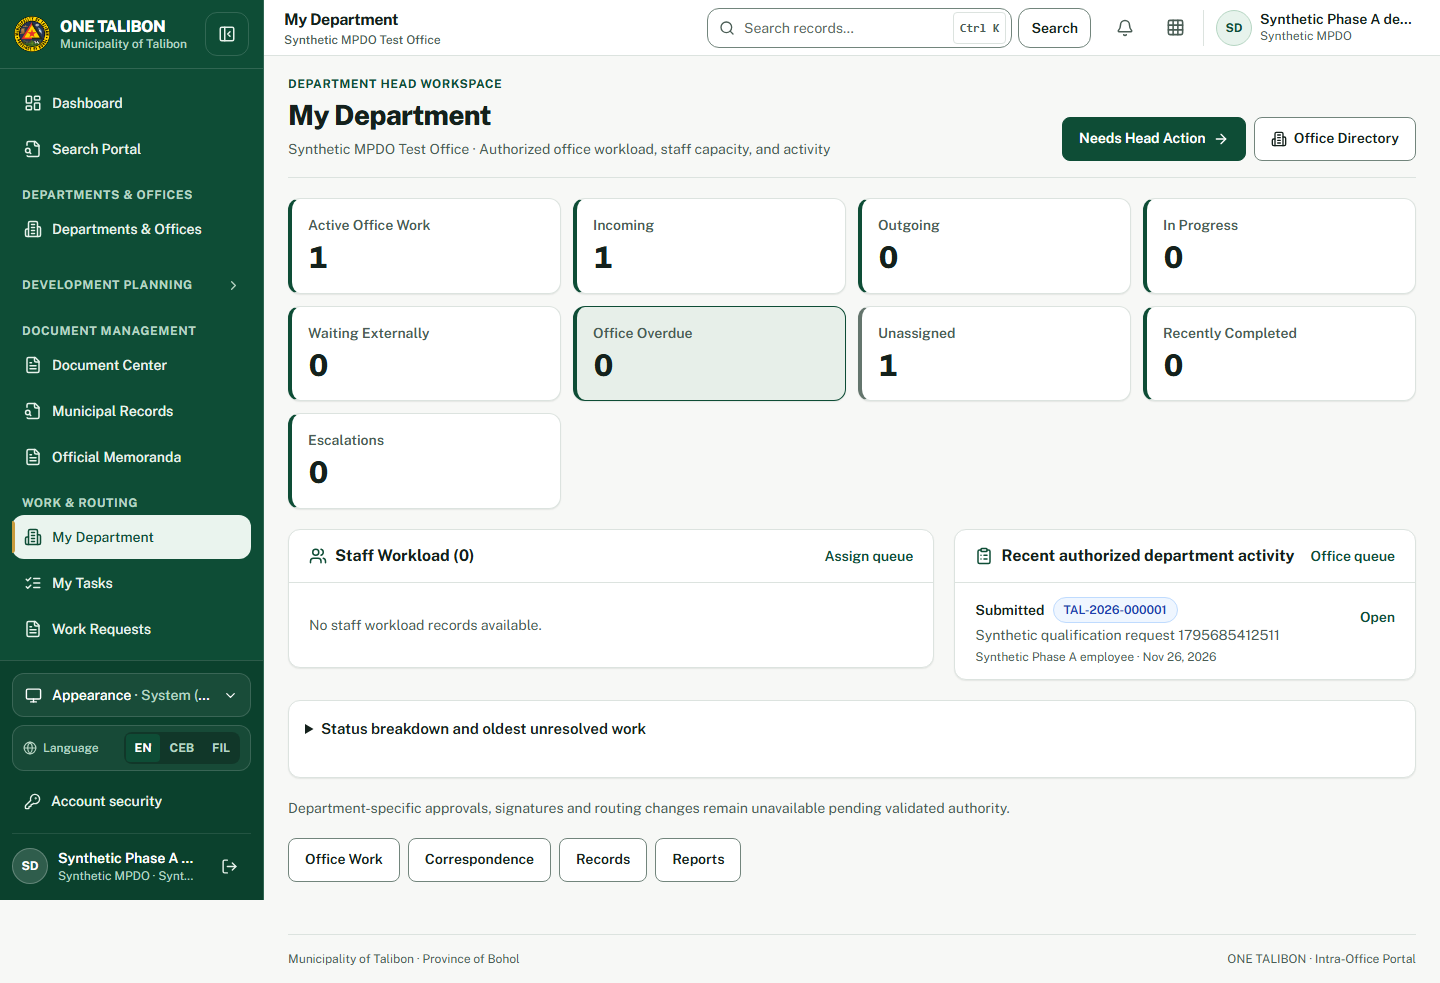 ONE TALIBON
Municipality of Talibon
Dashboard
Search Portal
DEPARTMENTS & OFFICES
Departments & Offices
DEVELOPMENT PLANNING
DOCUMENT MANAGEMENT
Document Center
Municipal Records
Official Memoranda
WORK & ROUTING
My Department
My Tasks
Work Requests
Appearance · System (...
Language EN CEB FIL
Account security
SD Synthetic Phase A ...
Synthetic MPDO · Synt...
My Department
Synthetic MPDO Test Office
Search records... Ctrl K Search
SD Synthetic Phase A de...
Synthetic MPDO
DEPARTMENT HEAD WORKSPACE
My Department
Synthetic MPDO Test Office · Authorized office workload, staff capacity, and activity
Needs Head Action
Office Directory
Active Office Work
1
Incoming
1
Outgoing
0
In Progress
0
Waiting Externally
0
Office Overdue
0
Unassigned
1
Recently Completed
0
Escalations
0
Staff Workload (0) Assign queue
No staff workload records available.
Recent authorized department activity Office queue
Submitted TAL-2026-000001
Open
Synthetic qualification request 1795685412511
Synthetic Phase A employee · Nov 26, 2026
Status breakdown and oldest unresolved work
Department-specific approvals, signatures and routing changes remain unavailable pending validated authority.
Office Work Correspondence Records Reports
Municipality of Talibon · Province of Bohol
ONE TALIBON · Intra-Office Portal